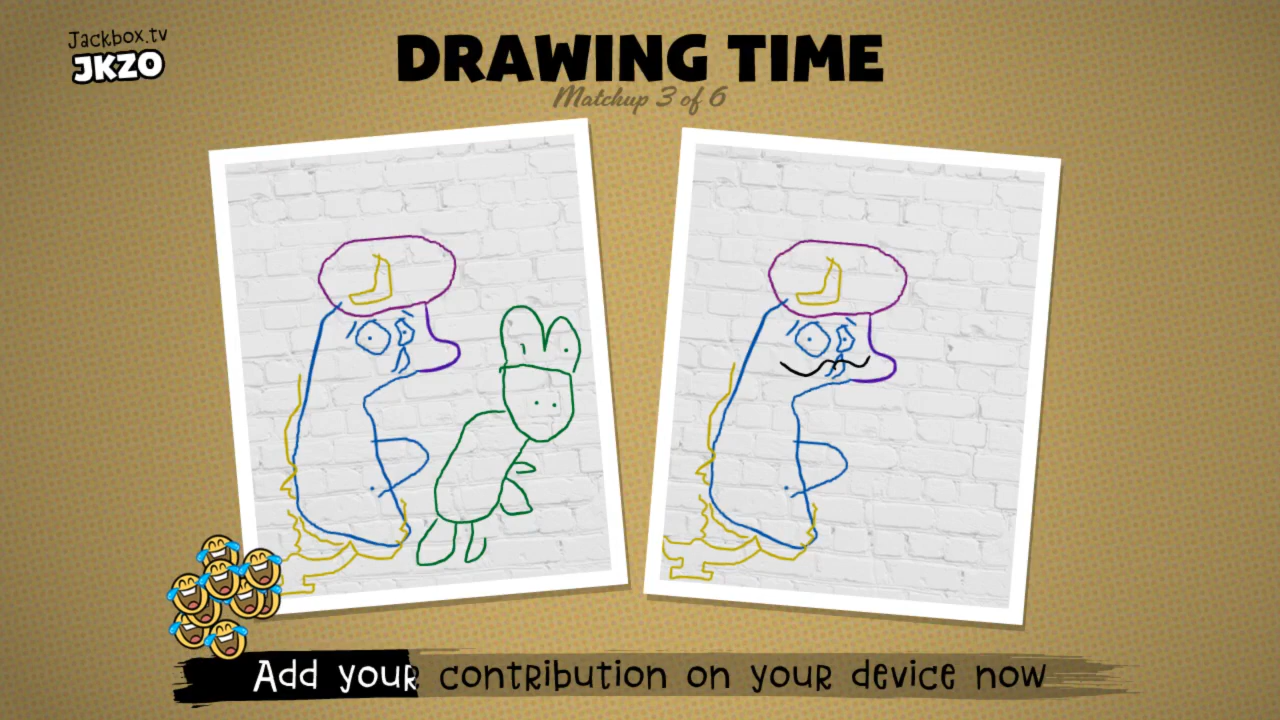 Jackbox.tv
JKZO
DRAWING TIME
Matchup 3 of 6
Add your contribution on your device now